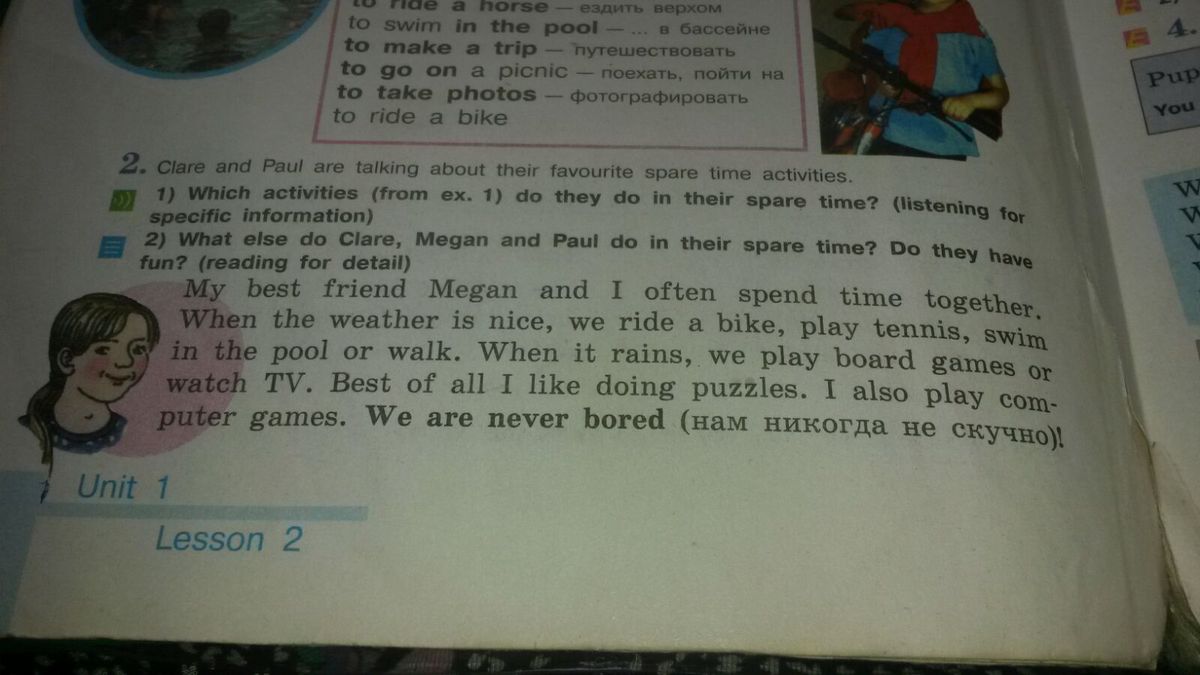 to ride a horse — ездить верхом
to swim in the pool — ... в бассейне
to make a trip — путешествовать
to go on a picnic — поехать, пойти на
to take photos — фотографировать
to ride a bike
2. Clare and Paul are talking about their favourite spare time activities.
1) Which activities (from ex. 1) do they do in their spare time? (listening for
specific information)
2) What else do Clare, Megan and Paul do in their spare time? Do they have
fun? (reading for detail)
My best friend Megan and I often spend time together.
When the weather is nice, we ride a bike, play tennis, swim
in the pool or walk. When it rains, we play board games or
watch TV. Best of all I like doing puzzles. I also play com-
puter games. We are never bored (нам никогда не скучно)!
Unit 1
Lesson 2
4.
You